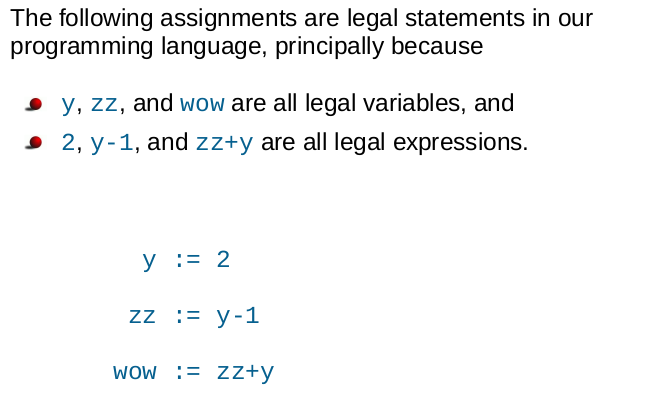 The following assignments are legal statements in our
programming language, principally because
y, zz, and wow are all legal variables, and
2, y-1, and zz+y are all legal expressions.
y := 2
zz := y-1
wow := zz+y